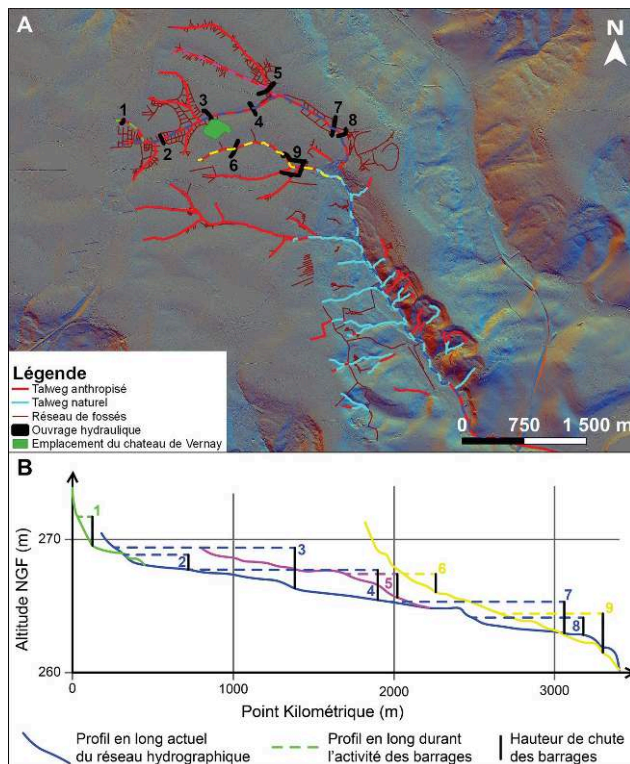 A
N
1
2
3
4
5
6
7
8
9
Légende
Talweg anthropisé
Talweg naturel
Réseau de fossés
Ouvrage hydraulique
Emplacement du chateau de Vernay
0 750 1 500 m
B
Altitude NGF (m)
270
260
1
2
3
4
5
6
7
8
9
0 1000 2000 3000
Point Kilométrique (m)
Profil en long actuel
du réseau hydrographique
Profil en long durant
l'activité des barrages
Hauteur de chute
des barrages